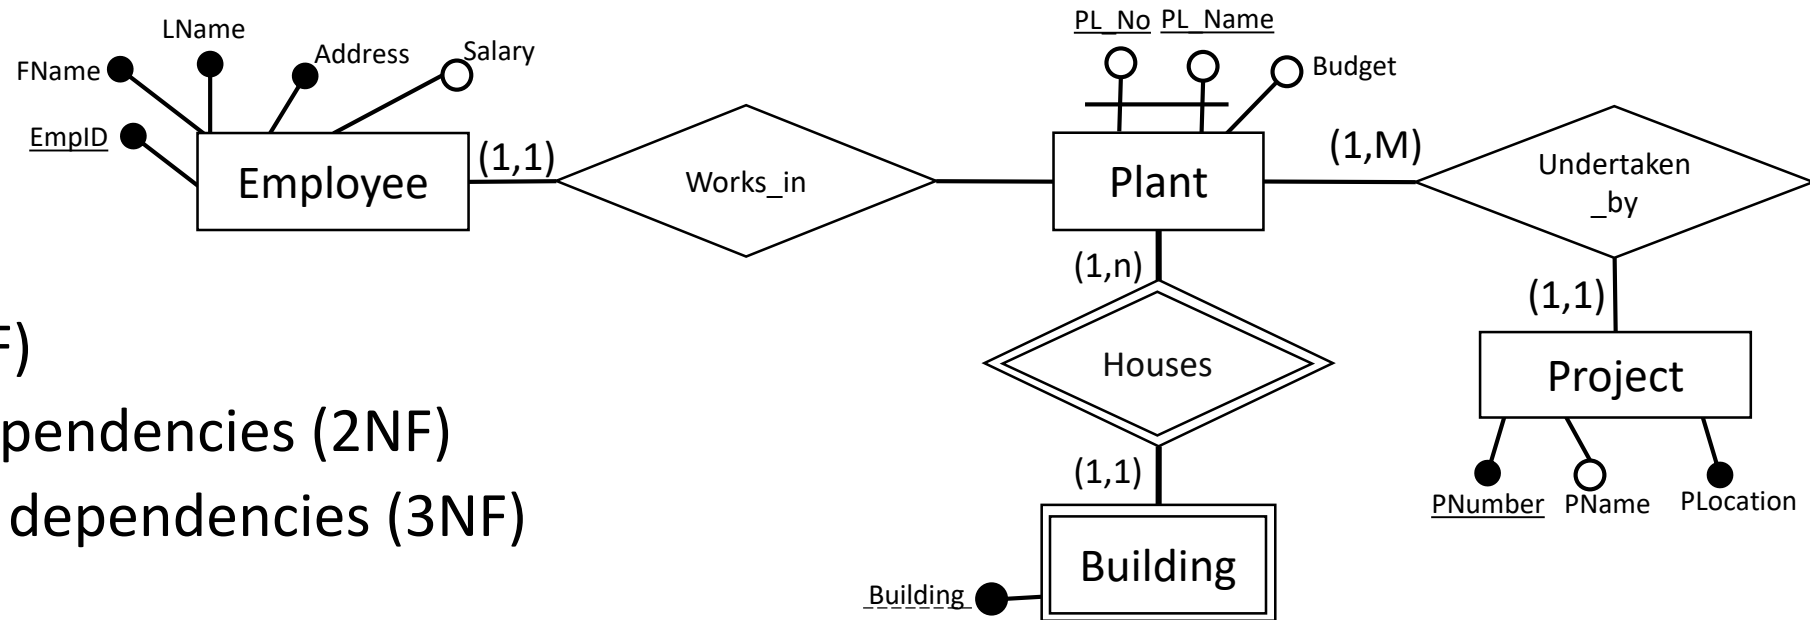 LName
PL_No PL_Name
FName
Address
Salary
Budget
EmpID
Employee
(1,1)
Works_in
Plant
(1,M)
Undertaken
_by
(1,n)
(1,1)
F)
Houses
Project
pendencies (2NF)
(1,1)
dependencies (3NF)
PNumber PName PLocation
Building
Building